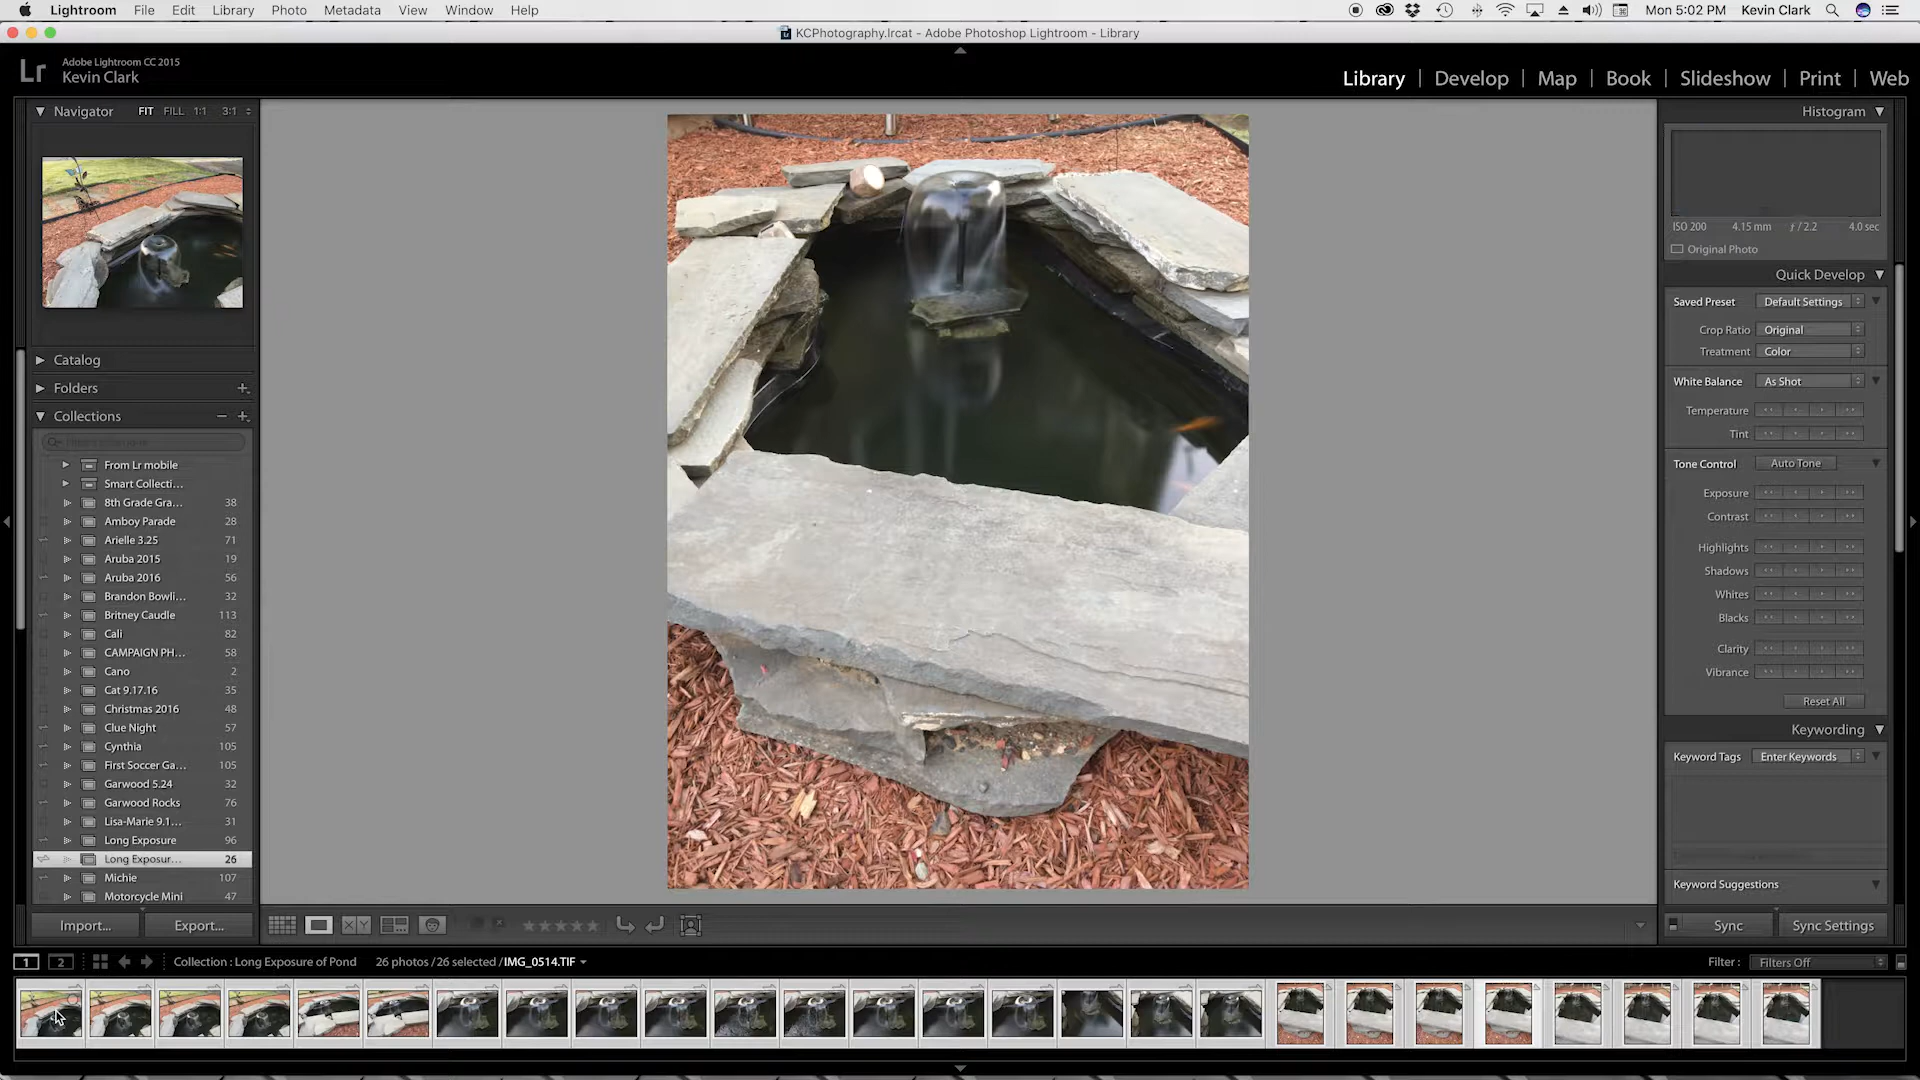 Lightroom File Edit Library Photo Metadata View Window Help Mon 5:02 PM Kevin Clark
KCPhotography.lrcat - Adobe Photoshop Lightroom - Library
Lr Adobe Lightroom CC 2015
Kevin Clark
Library | Develop | Map | Book | Slideshow | Print | Web
Navigator FIT FILL 1:1 3:1
Catalog
Folders
Collections
From Lr mobile
Smart Collecti...
8th Grade Gra... 38
Amboy Parade 28
Arielle 3.25 71
Aruba 2015 19
Aruba 2016 56
Brandon Bowli... 32
Britney Caudle 113
Cali 82
CAMPAIGN PH... 58
Cano 2
Cat 9.17.16 35
Christmas 2016 48
Clue Night 57
Cynthia 105
First Soccer Ga... 105
Garwood 5.24 32
Garwood Rocks 76
Lisa-Marie 9.1... 31
Long Exposure 96
Long Exposur... 26
Michie 107
Motorcycle Mini 47
Import... Export...
Histogram
ISO 200 4.15 mm ƒ / 2.2 4.0 sec
Original Photo
Quick Develop
Saved Preset Default Settings
Crop Ratio Original
Treatment Color
White Balance As Shot
Temperature
Tint
Tone Control Auto Tone
Exposure
Contrast
Highlights
Shadows
Whites
Blacks
Clarity
Vibrance
Reset All
Keywording
Keyword Tags Enter Keywords
Keyword Suggestions
Sync Sync Settings
XY
1 2 Collection : Long Exposure of Pond 26 photos / 26 selected / IMG_0514.TIF Filter : Filters Off